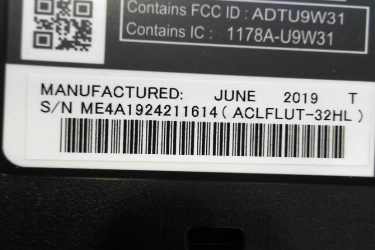 Contains FCC ID : ADTU9W31
Contains IC : 1178A-U9W31
MANUFACTURED: JUNE 2019 T
S/N ME4A1924211614(ACLFLUT-32HL)